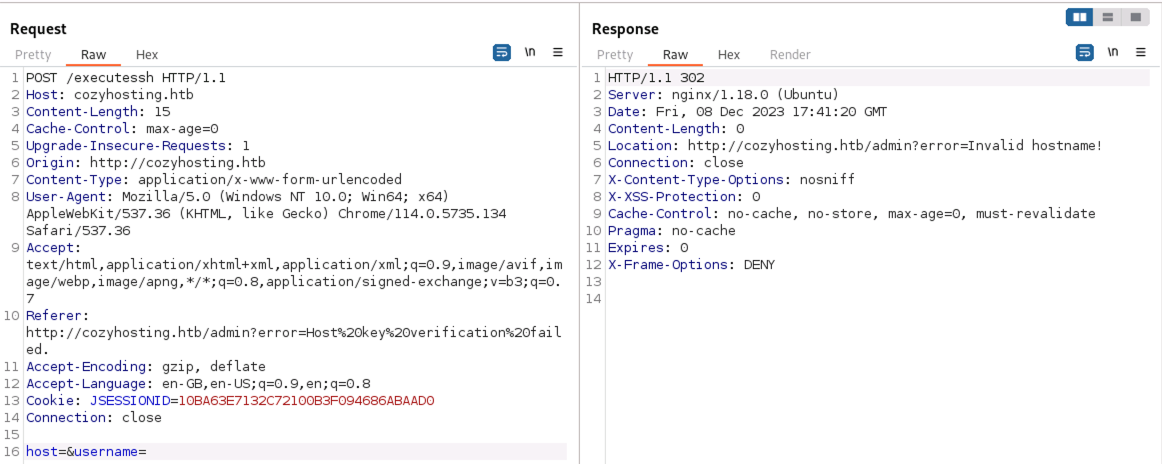 Request
Pretty Raw Hex \n
1 POST /executessh HTTP/1.1
2 Host: cozyhosting.htb
3 Content-Length: 15
4 Cache-Control: max-age=0
5 Upgrade-Insecure-Requests: 1
6 Origin: http://cozyhosting.htb
7 Content-Type: application/x-www-form-urlencoded
8 User-Agent: Mozilla/5.0 (Windows NT 10.0; Win64; x64)
AppleWebKit/537.36 (KHTML, like Gecko) Chrome/114.0.5735.134
Safari/537.36
9 Accept:
text/html,application/xhtml+xml,application/xml;q=0.9,image/avif,im
age/webp,image/apng,*/*;q=0.8,application/signed-exchange;v=b3;q=0.
7
10 Referer:
http://cozyhosting.htb/admin?error=Host%20key%20verification%20fail
ed.
11 Accept-Encoding: gzip, deflate
12 Accept-Language: en-GB,en-US;q=0.9,en;q=0.8
13 Cookie: JSESSIONID=10BA63E7132C72100B3F094686ABAAD0
14 Connection: close
15
16 host=&username=
Response
Pretty Raw Hex Render \n
1 HTTP/1.1 302
2 Server: nginx/1.18.0 (Ubuntu)
3 Date: Fri, 08 Dec 2023 17:41:20 GMT
4 Content-Length: 0
5 Location: http://cozyhosting.htb/admin?error=Invalid hostname!
6 Connection: close
7 X-Content-Type-Options: nosniff
8 X-XSS-Protection: 0
9 Cache-Control: no-cache, no-store, max-age=0, must-revalidate
10 Pragma: no-cache
11 Expires: 0
12 X-Frame-Options: DENY
13
14